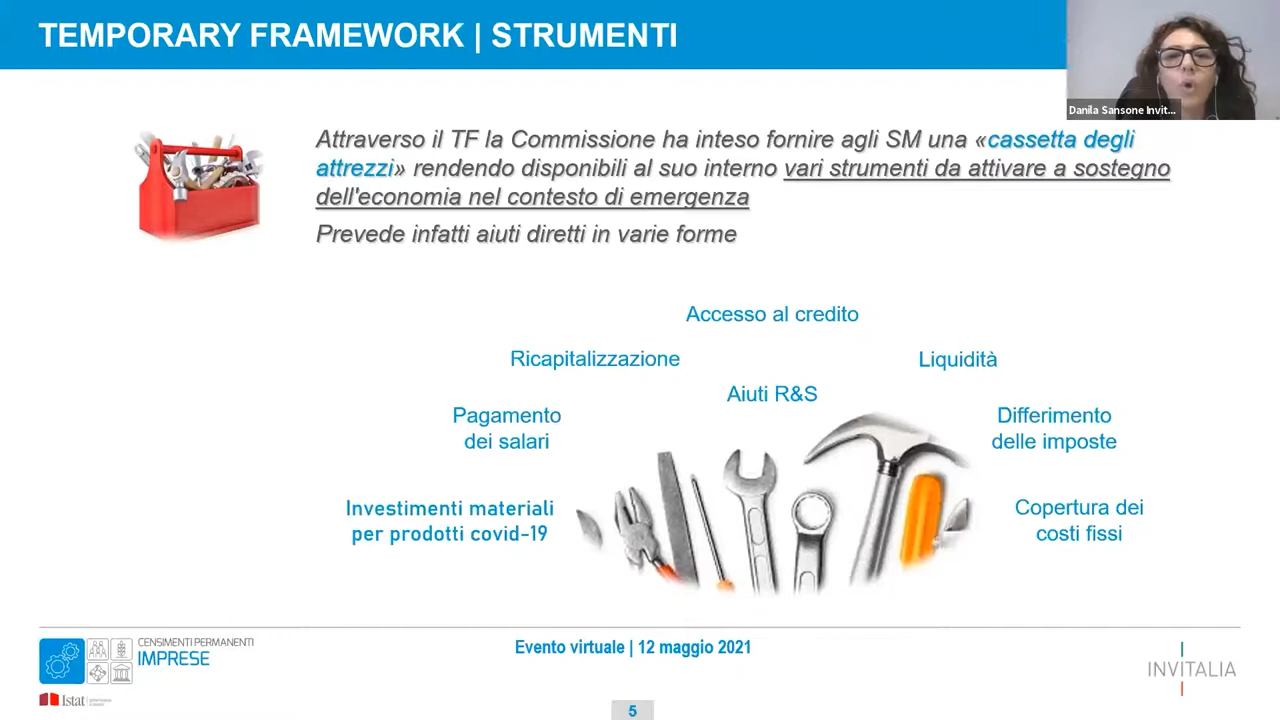 TEMPORARY FRAMEWORK | STRUMENTI
Danila Sansone Invit...
Attraverso il TF la Commissione ha inteso fornire agli SM una «cassetta degli
attrezzi» rendendo disponibili al suo interno vari strumenti da attivare a sostegno
dell'economia nel contesto di emergenza
Prevede infatti aiuti diretti in varie forme
Accesso al credito
Ricapitalizzazione
Liquidità
Aiuti R&S
Pagamento
dei salari
Differimento
delle imposte
Investimenti materiali
per prodotti covid-19
Copertura dei
costi fissi
CENSIMENTI PERMANENTI
IMPRESE
Istat
Evento virtuale | 12 maggio 2021
INVITALIA
5